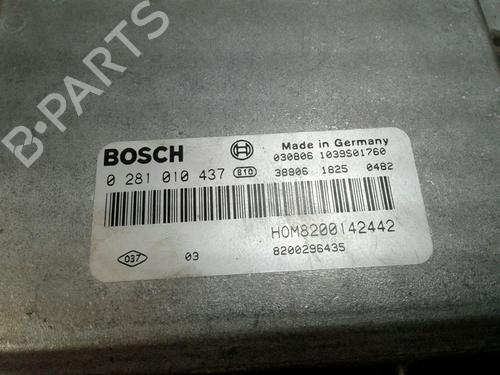 B-PARTS
BOSCH
Made in Germany
030806 1039S01760
0 281 010 437 810
38806 1825 0482
HOM8200142442
037 03 8200296435